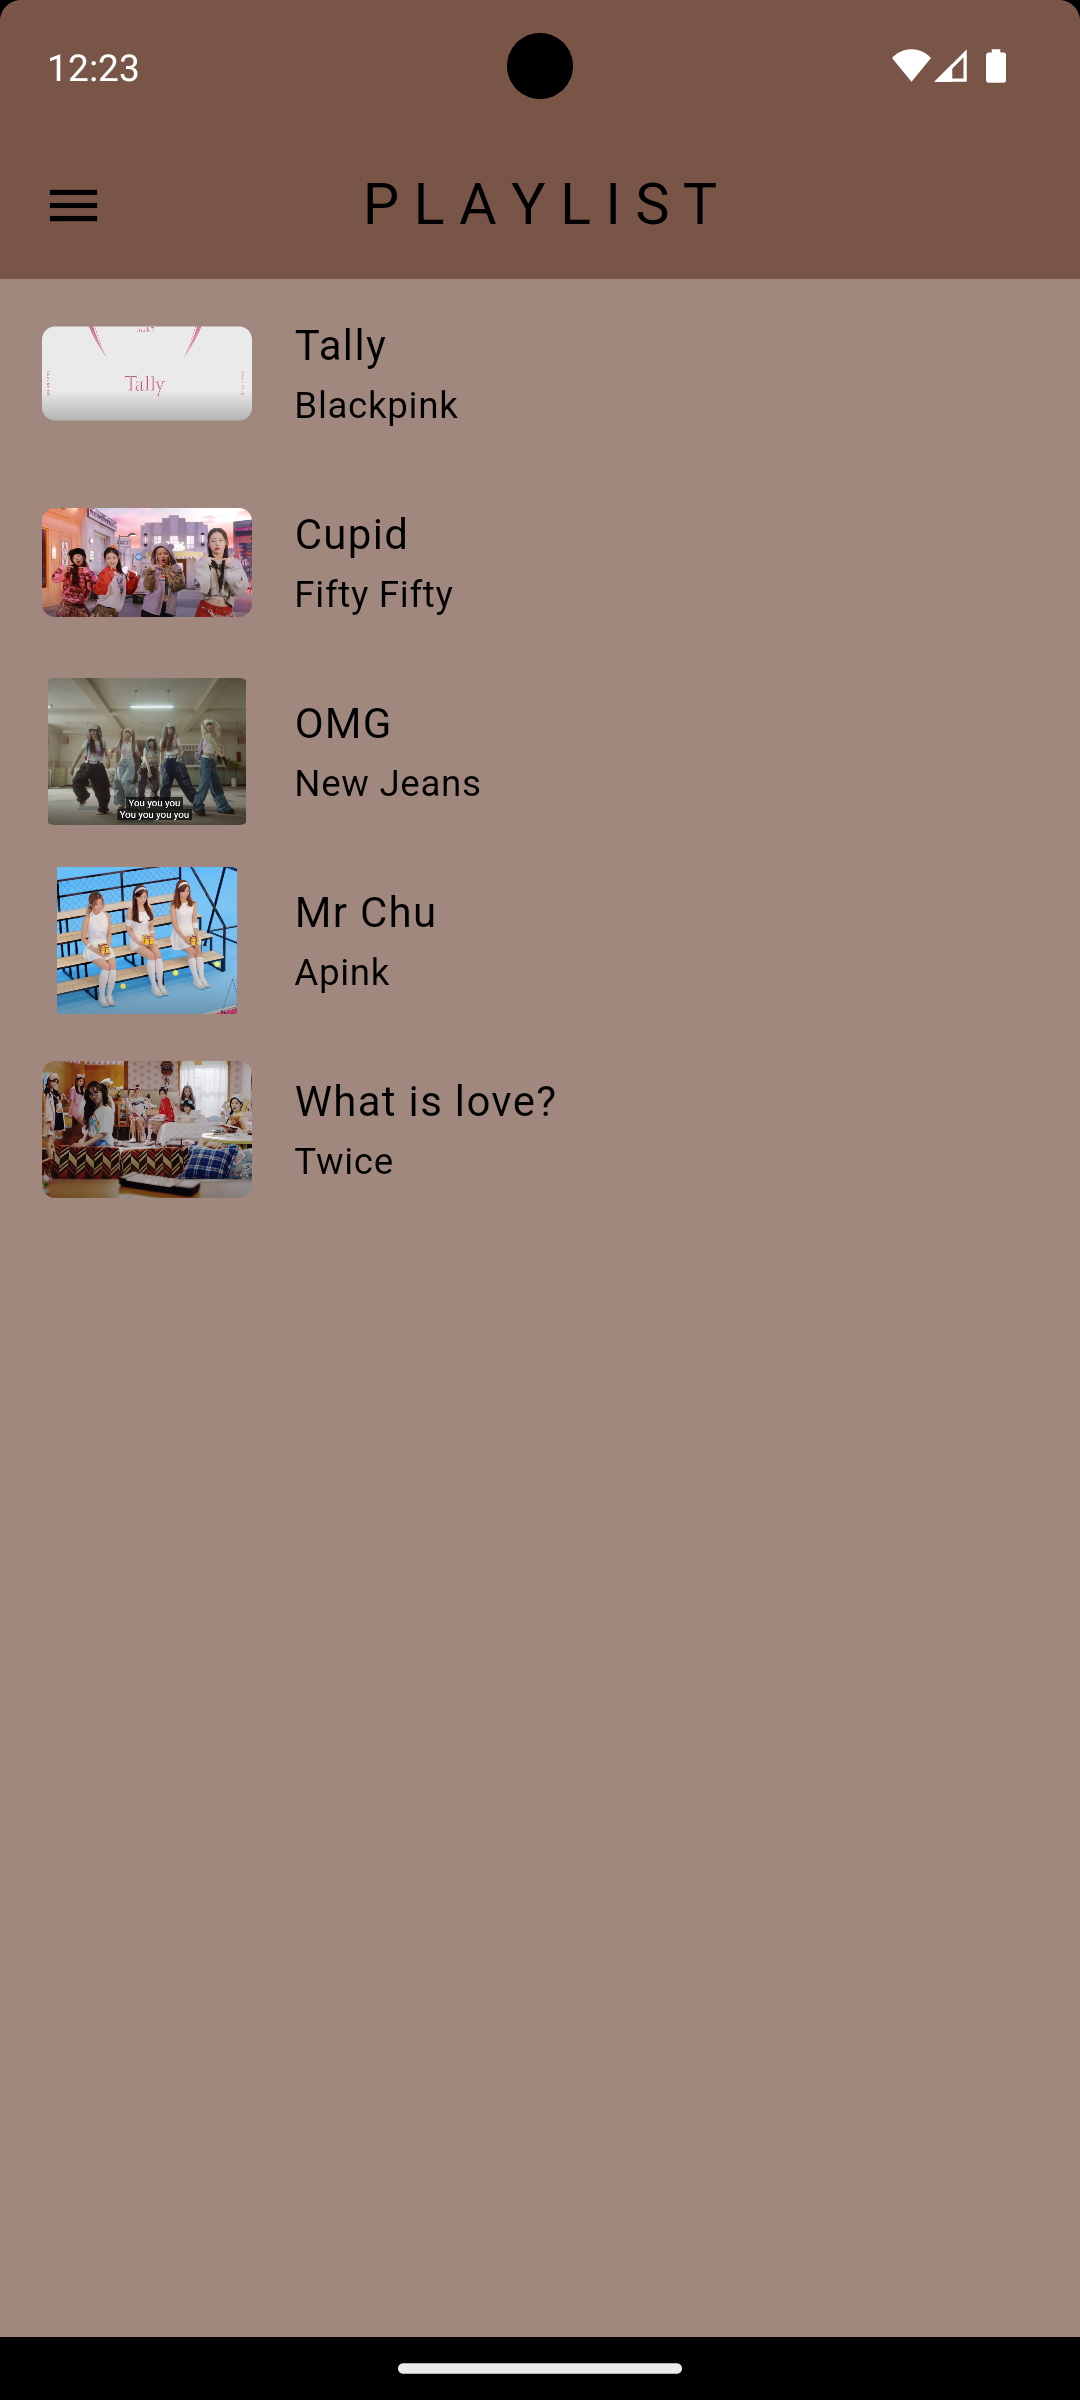 12:23
PLAYLIST
Tally
Tally
Blackpink
Cupid
Fifty Fifty
OMG
New Jeans
You you you
You you you you
Mr Chu
Apink
What is love?
Twice